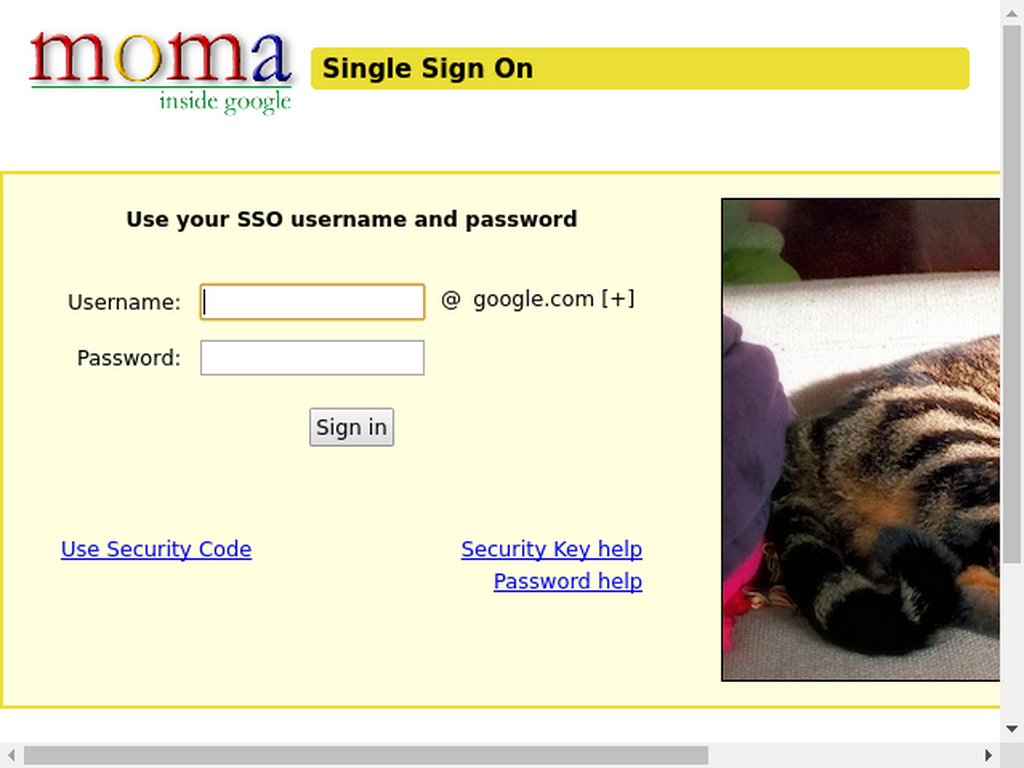 moma
inside google
Single Sign On
Use your SSO username and password
Username: @ google.com [+]
Password:
Sign in
Use Security Code Security Key help
Password help